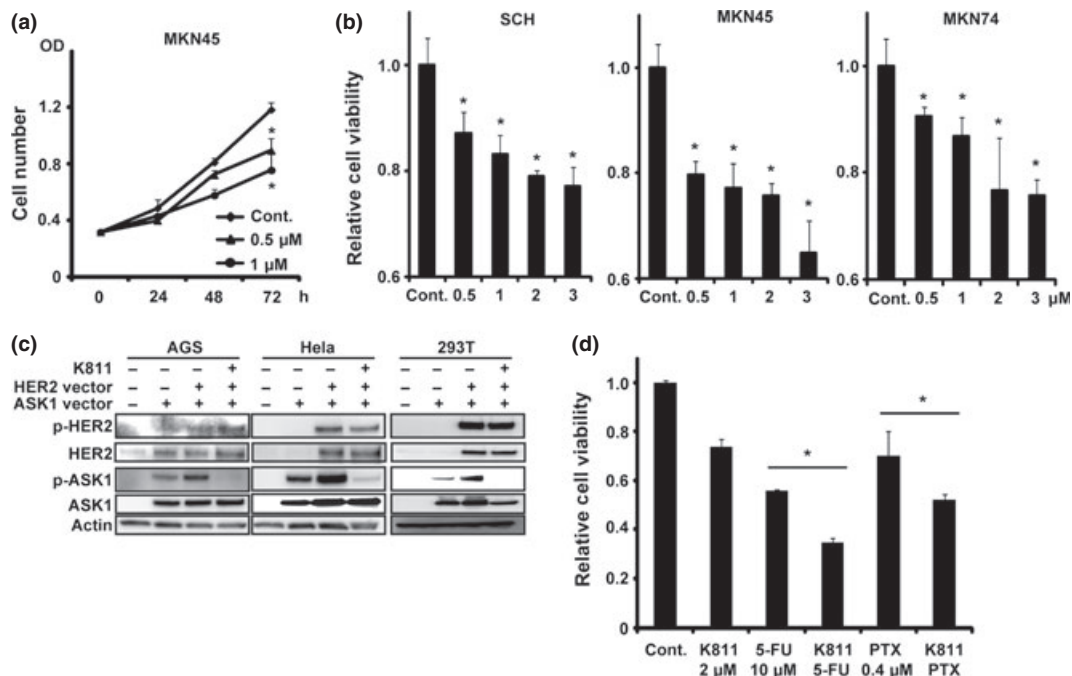 (a)
MKN45
OD
1.2
0.8
0.4
0
Cell number
Cont.
0.5 µM
1 µM
0 24 48 72 h
(b)
SCH
MKN45
MKN74
Relative cell viability
1.0
0.8
0.6
* * * *
Cont. 0.5 1 2 3
1.0
0.8
0.6
* * * *
Cont. 0.5 1 2 3
1.0
0.8
0.6
* * * *
Cont. 0.5 1 2 3 µM
*
*
(c)
AGS Hela 293T
K811 – – – + – – – + – – – +
HER2 vector – – + + – – + + – – + +
ASK1 vector – + + + – + + + – + + +
p-HER2
HER2
p-ASK1
ASK1
Actin
(d)
Relative cell viability
1.0
0.8
0.6
0.4
0.2
0
*
*
Cont. K811 5-FU K811 PTX K811
2 µM 10 µM 5-FU 0.4 µM PTX